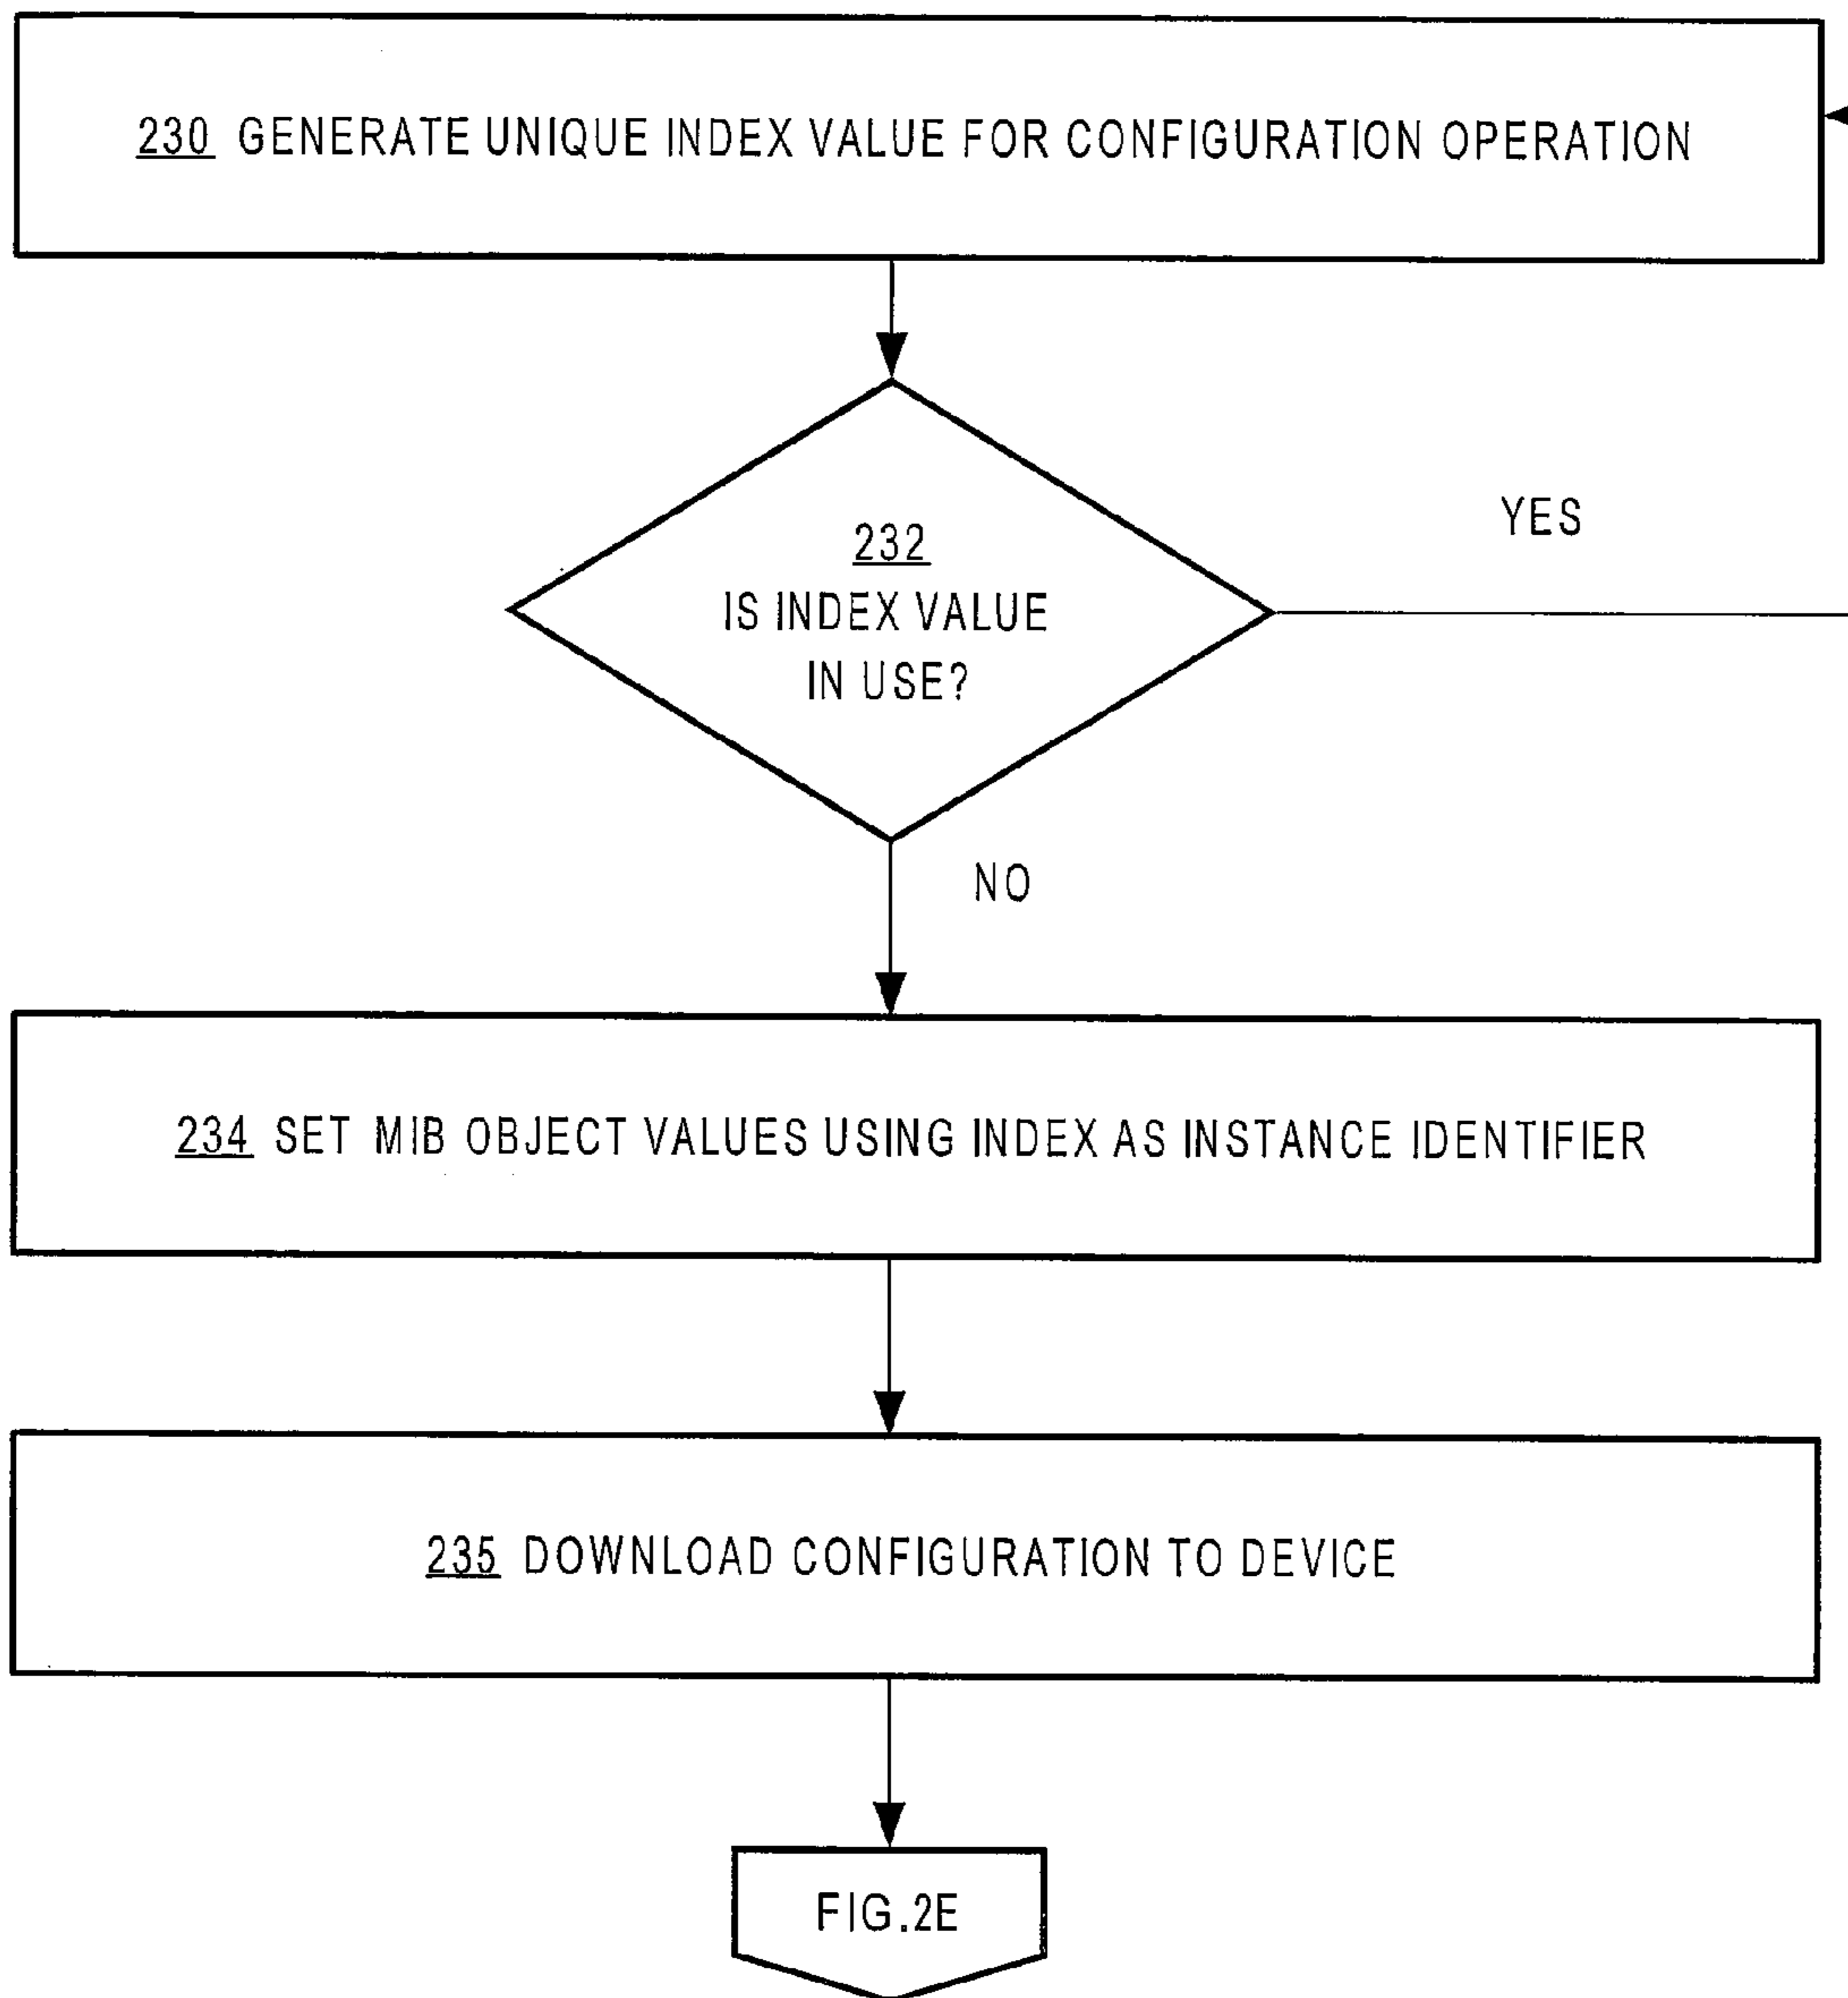 230 GENERATE UNIQUE INDEX VALUE FOR CONFIGURATION OPERATION
232
IS INDEX VALUE
IN USE?
YES
NO
234 SET MIB OBJECT VALUES USING INDEX AS INSTANCE IDENTIFIER
235 DOWNLOAD CONFIGURATION TO DEVICE
FIG.2E